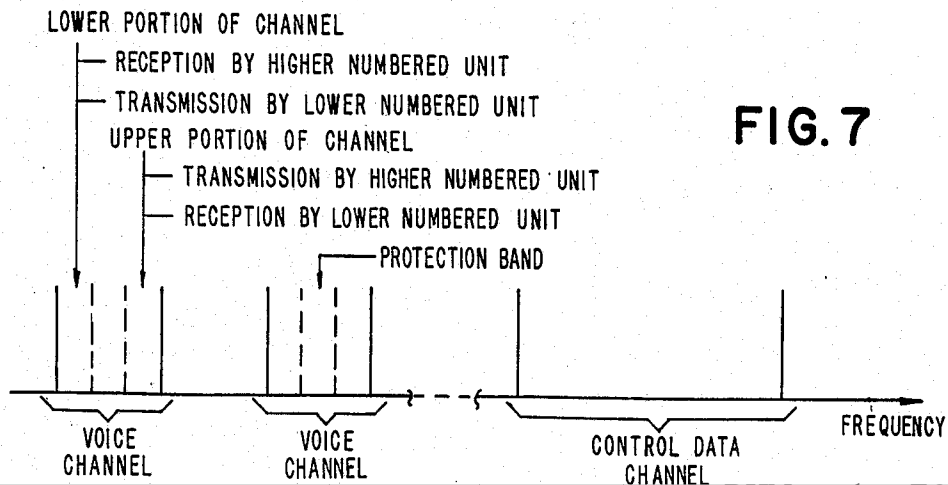 LOWER PORTION OF CHANNEL
RECEPTION BY HIGHER NUMBERED UNIT
TRANSMISSION BY LOWER NUMBERED UNIT
UPPER PORTION OF CHANNEL
TRANSMISSION BY HIGHER NUMBERED UNIT
RECEPTION BY LOWER NUMBERED UNIT
PROTECTION BAND
FIG. 7
VOICE
CHANNEL
VOICE
CHANNEL
CONTROL DATA
CHANNEL
FREQUENCY